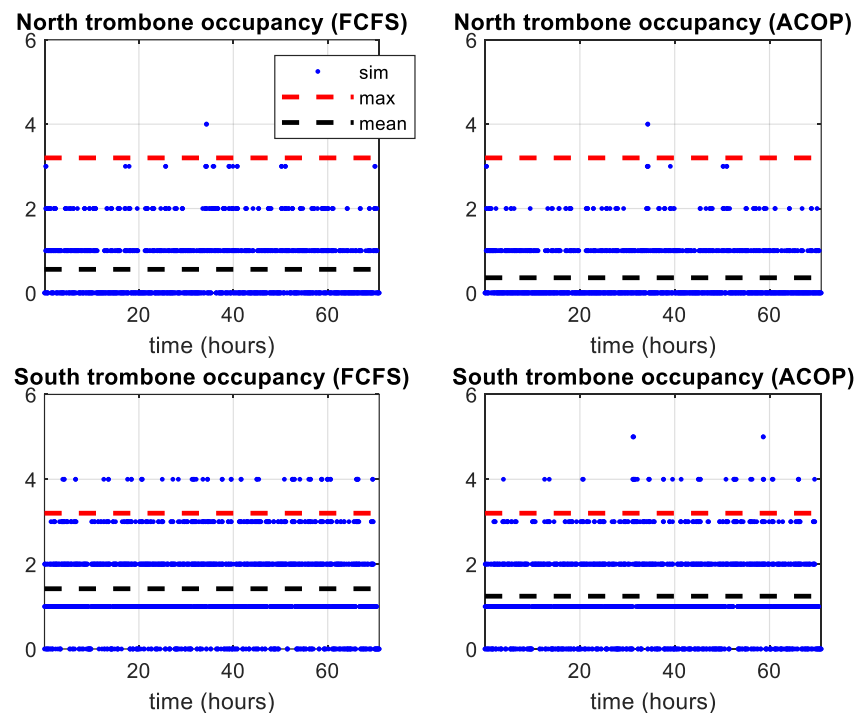 North trombone occupancy (FCFS)
6
4
2
0
20
40
60
time (hours)
sim
max
mean
North trombone occupancy (ACOP)
6
4
2
0
20
40
60
time (hours)
South trombone occupancy (FCFS)
6
4
2
0
20
40
60
time (hours)
South trombone occupancy (ACOP)
6
4
2
0
20
40
60
time (hours)